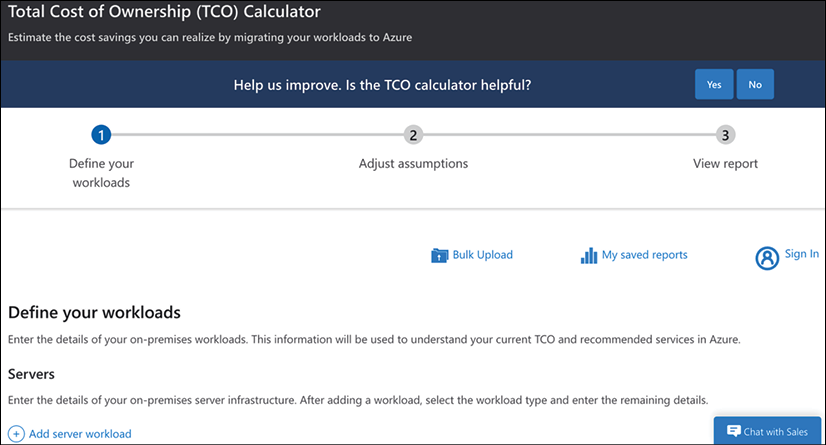 Total Cost of Ownership (TCO) Calculator
Estimate the cost savings you can realize by migrating your workloads to Azure
Help us improve. Is the TCO calculator helpful?
Yes
No
1
2
3
Define your
workloads
Adjust assumptions
View report
Bulk Upload
My saved reports
Sign In
Define your workloads
Enter the details of your on-premises workloads. This information will be used to understand your current TCO and recommended services in Azure.
Servers
Enter the details of your on-premises server infrastructure. After adding a workload, select the workload type and enter the remaining details.
Add server workload
Chat with Sales